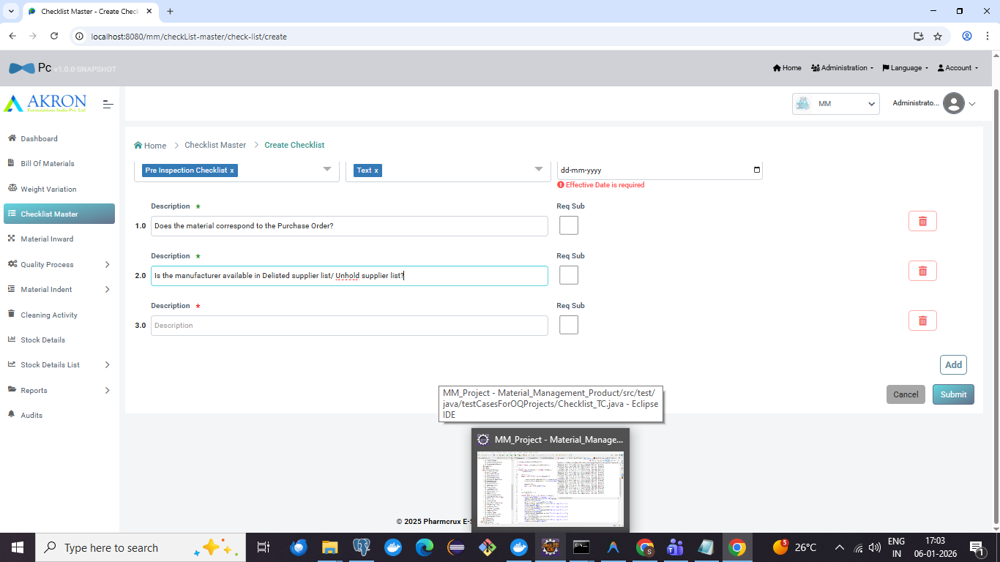 Checklist Master - Create Check
localhost:8080/mm/checkList-master/check-list/create
Pc v1.0.0-SNAPSHOT
Home Administration Language Account
AKRON
Formulations India Pvt Ltd
MM
Administrato...
Dashboard
Bill Of Materials
Weight Variation
Checklist Master
Material Inward
Quality Process
Material Indent
Cleaning Activity
Stock Details
Stock Details List
Reports
Audits
Home > Checklist Master > Create Checklist
Pre Inspection Checklist x
Text x
dd-mm-yyyy
Effective Date is required
Description * Req Sub
1.0 Does the material correspond to the Purchase Order?
Description * Req Sub
2.0 Is the manufacturer available in Delisted supplier list/ Unhold supplier list?
Description * Req Sub
3.0 Description
Add
Cancel Submit
MM_Project - Material_Management_Product/src/test/
java/testCasesForOQProjects/Checklist_TC.java - Eclipse
IDE
MM_Project - Material_Manage...
© 2025 Pharmcrux E-S
Type here to search
26°C
ENG
IN
17:03
06-01-2026
1